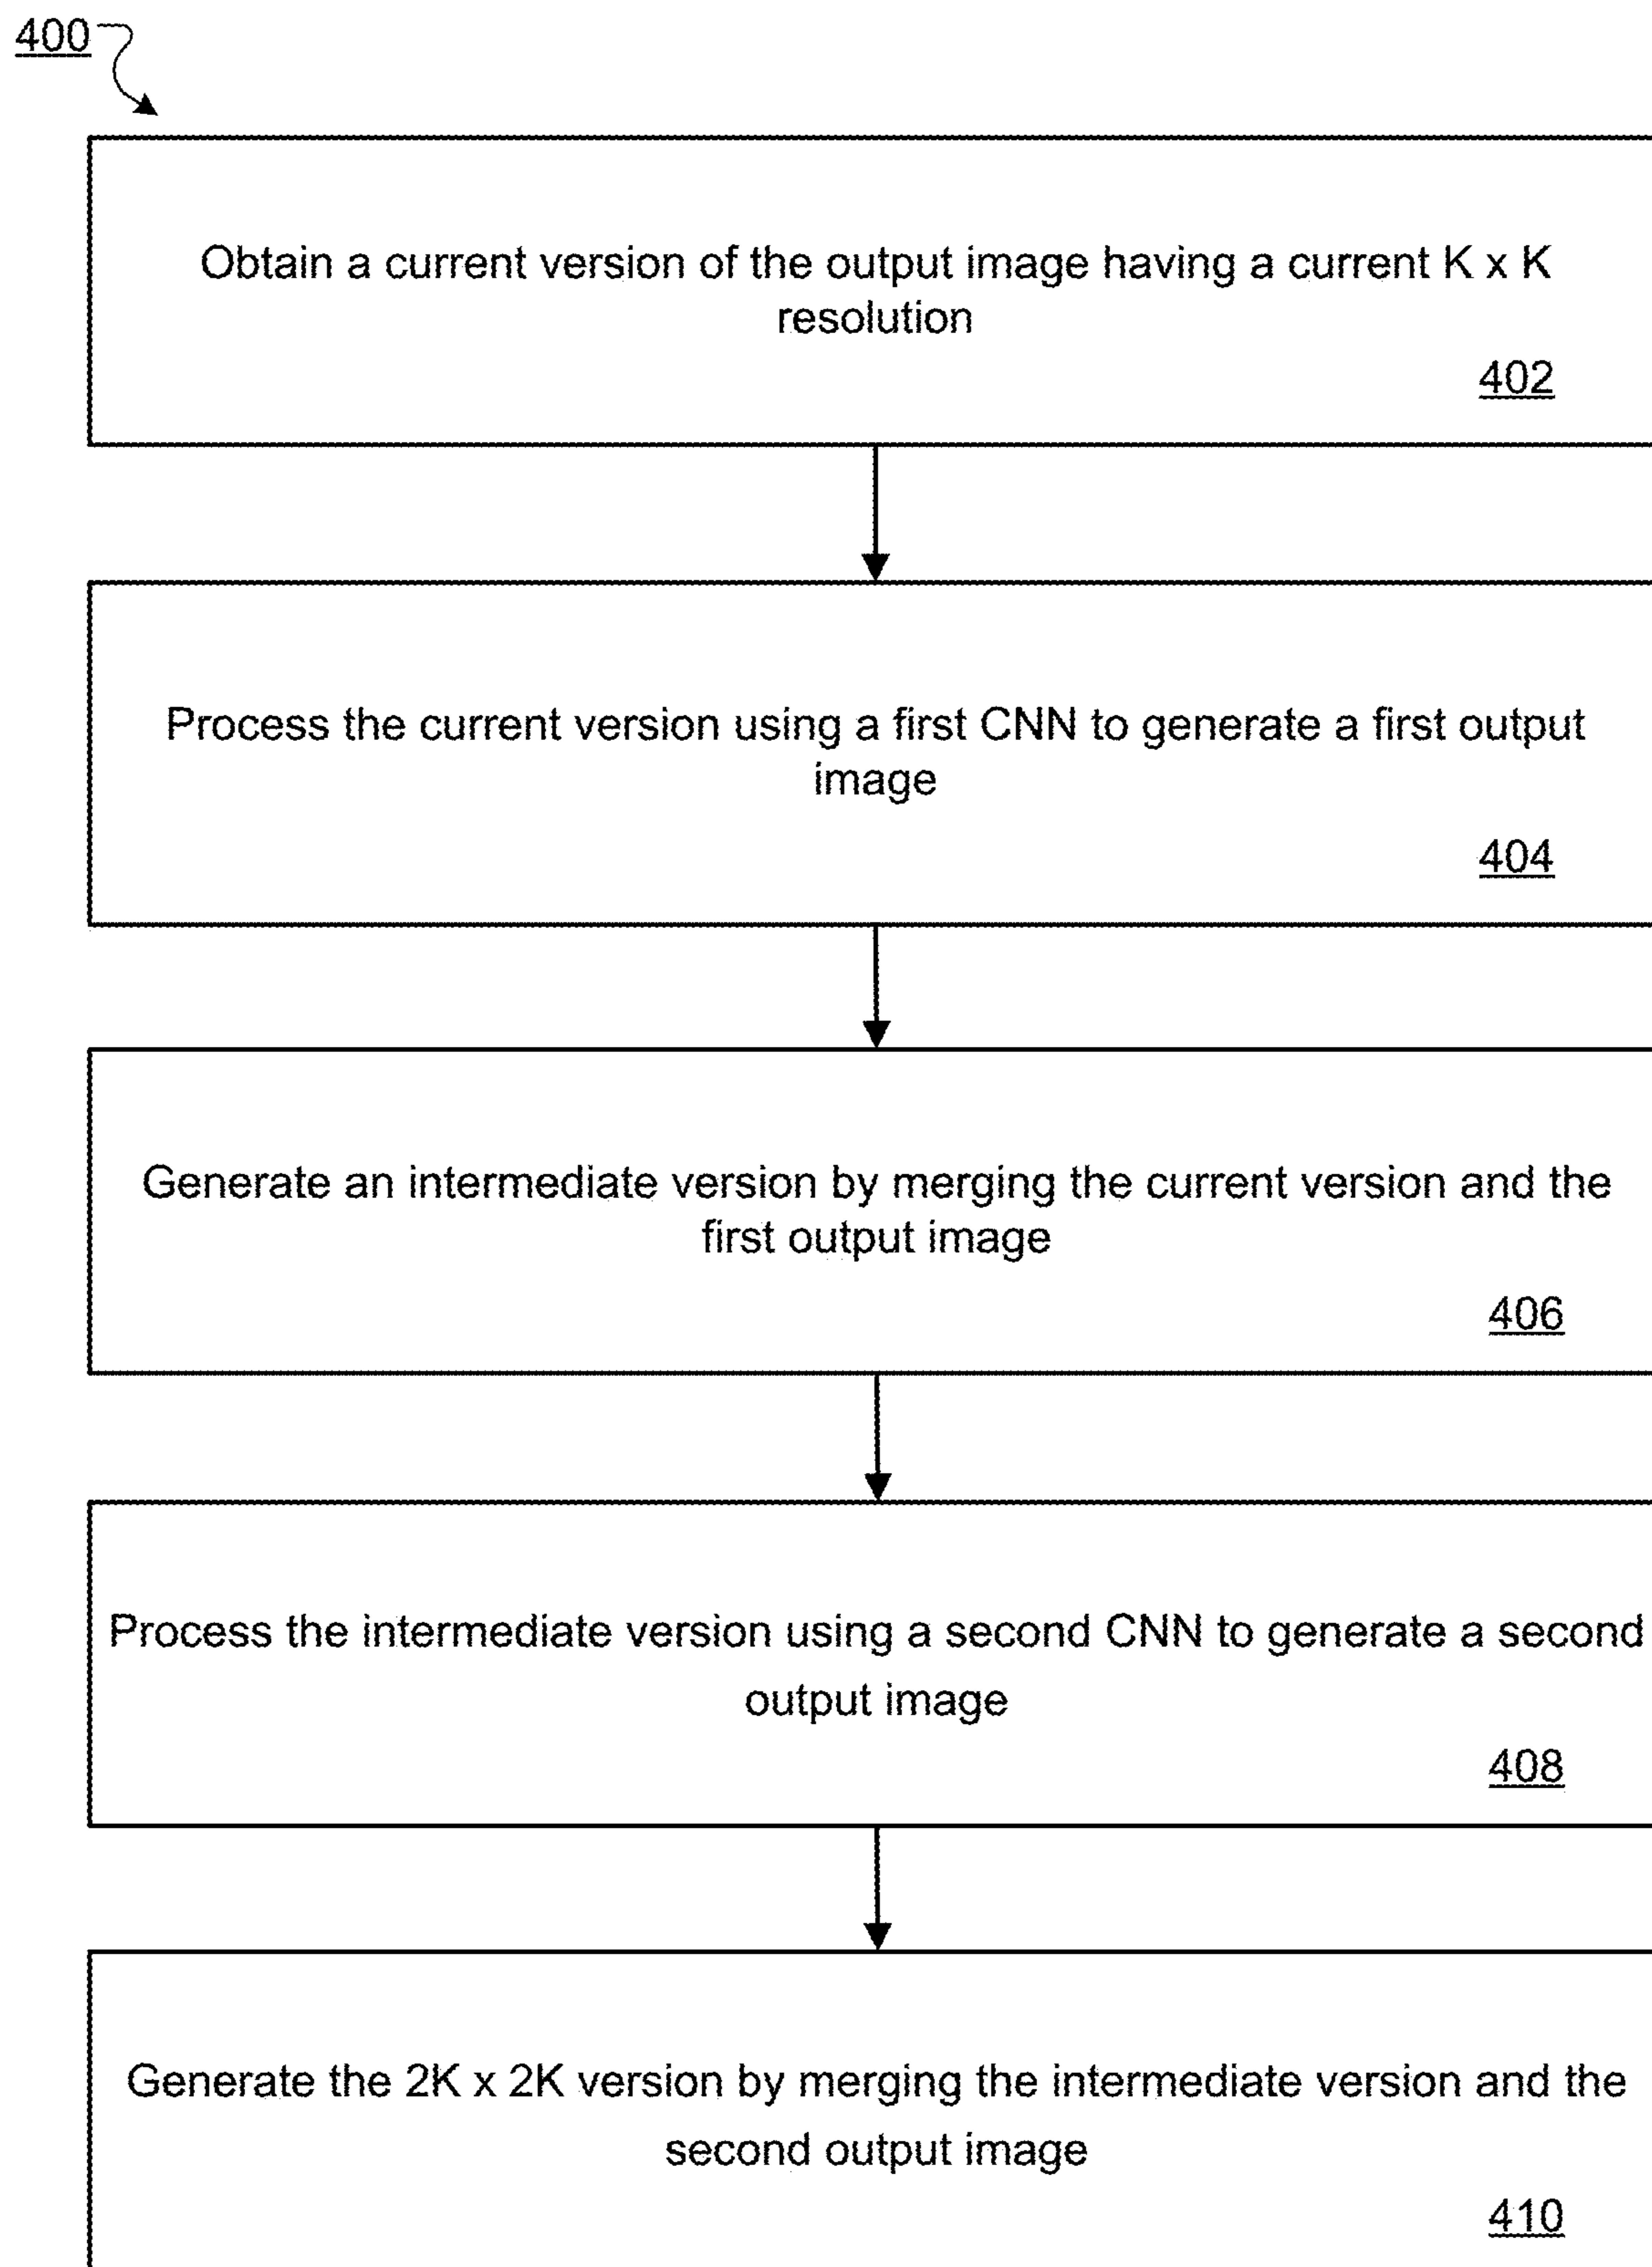 400
Obtain a current version of the output image having a current K x K
resolution
402
Process the current version using a first CNN to generate a first output
image
404
Generate an intermediate version by merging the current version and the
first output image
406
Process the intermediate version using a second CNN to generate a second
output image
408
Generate the 2K x 2K version by merging the intermediate version and the
second output image
410